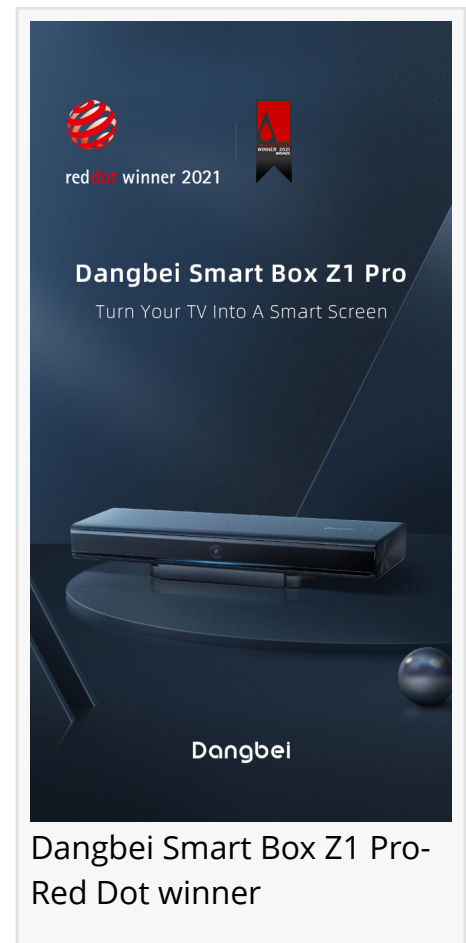 reddot winner 2021
WINNER 2021
BRONZE
Dangbei Smart Box Z1 Pro
Turn Your TV Into A Smart Screen
Dangbei
Dangbei Smart Box Z1 Pro-
Red Dot winner